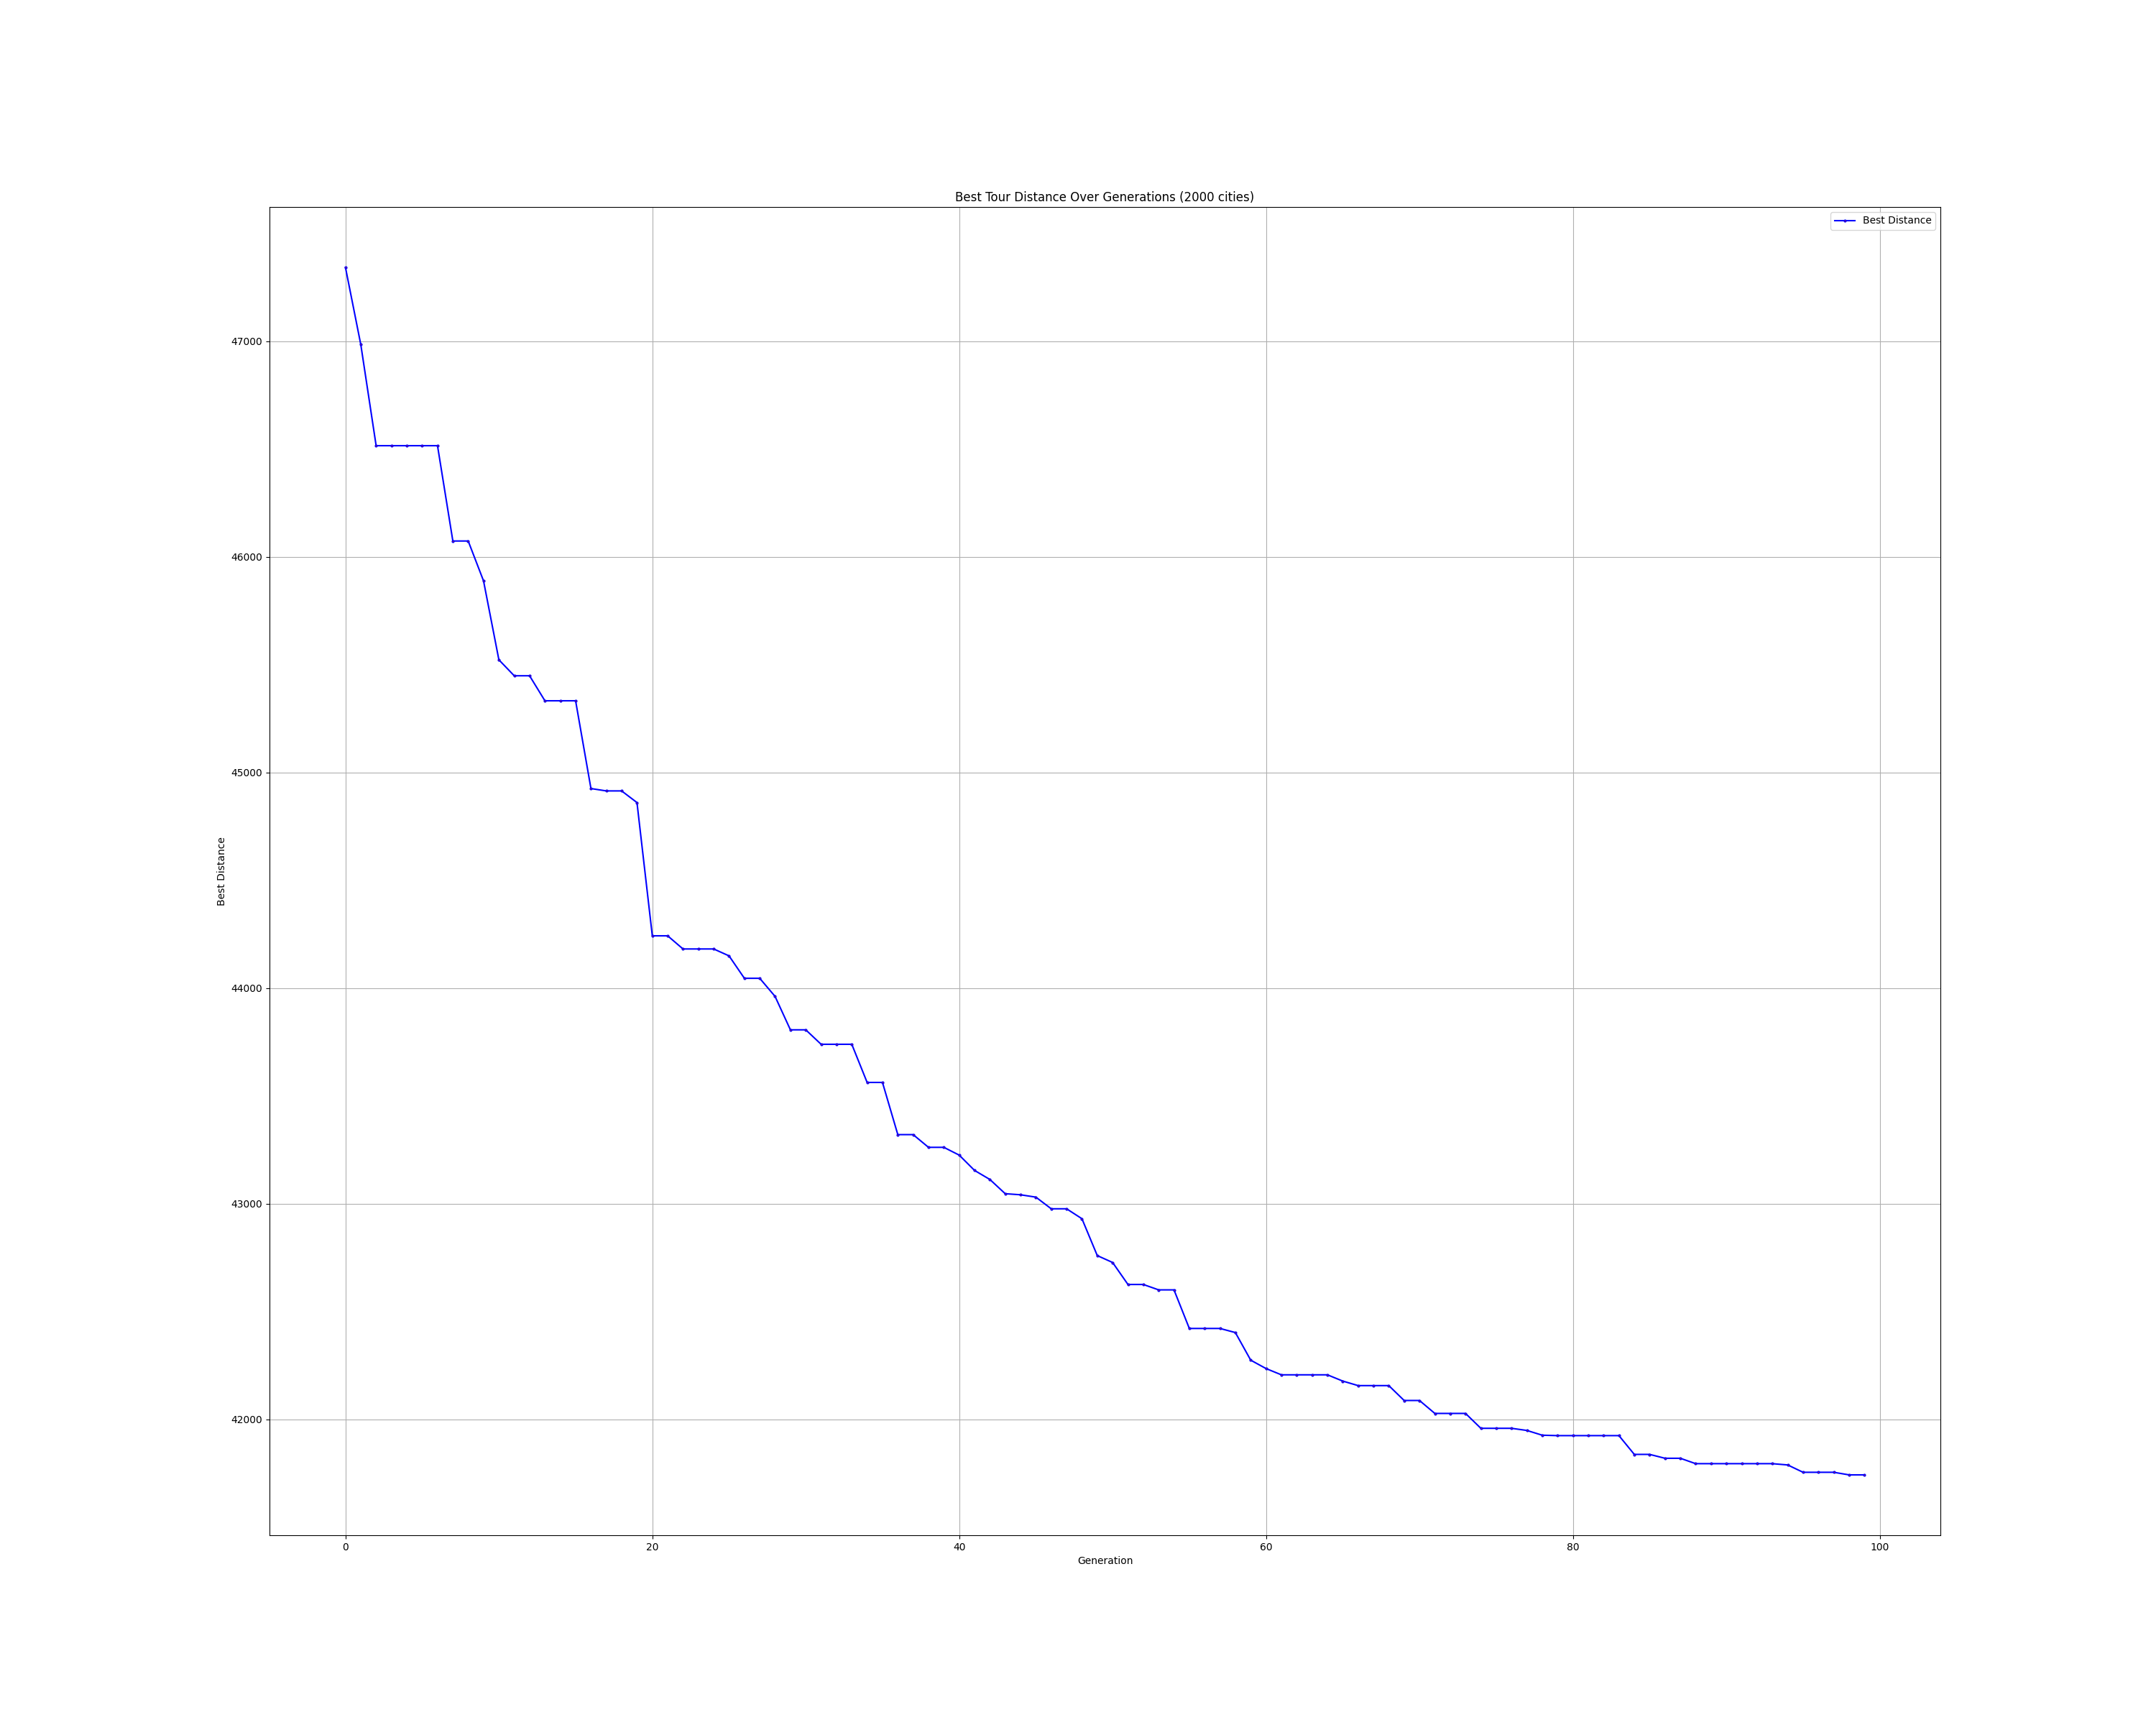 Best Tour Distance Over Generations (2000 cities)
Best Distance
47000
46000
45000
44000
43000
42000
Best Distance
0 20 40 60 80 100
Generation